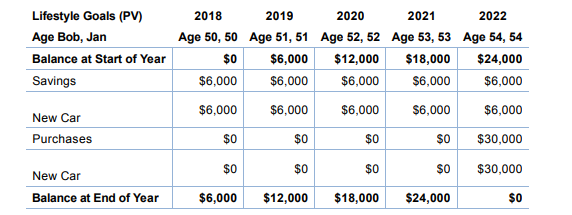 Lifestyle Goals (PV) 2018 2019 2020 2021 2022
Age Bob, Jan Age 50, 50 Age 51, 51 Age 52, 52 Age 53, 53 Age 54, 54
Balance at Start of Year $0 $6,000 $12,000 $18,000 $24,000
Savings $6,000 $6,000 $6,000 $6,000 $6,000
New Car $6,000 $6,000 $6,000 $6,000 $6,000
Purchases $0 $0 $0 $0 $30,000
New Car $0 $0 $0 $0 $30,000
Balance at End of Year $6,000 $12,000 $18,000 $24,000 $0